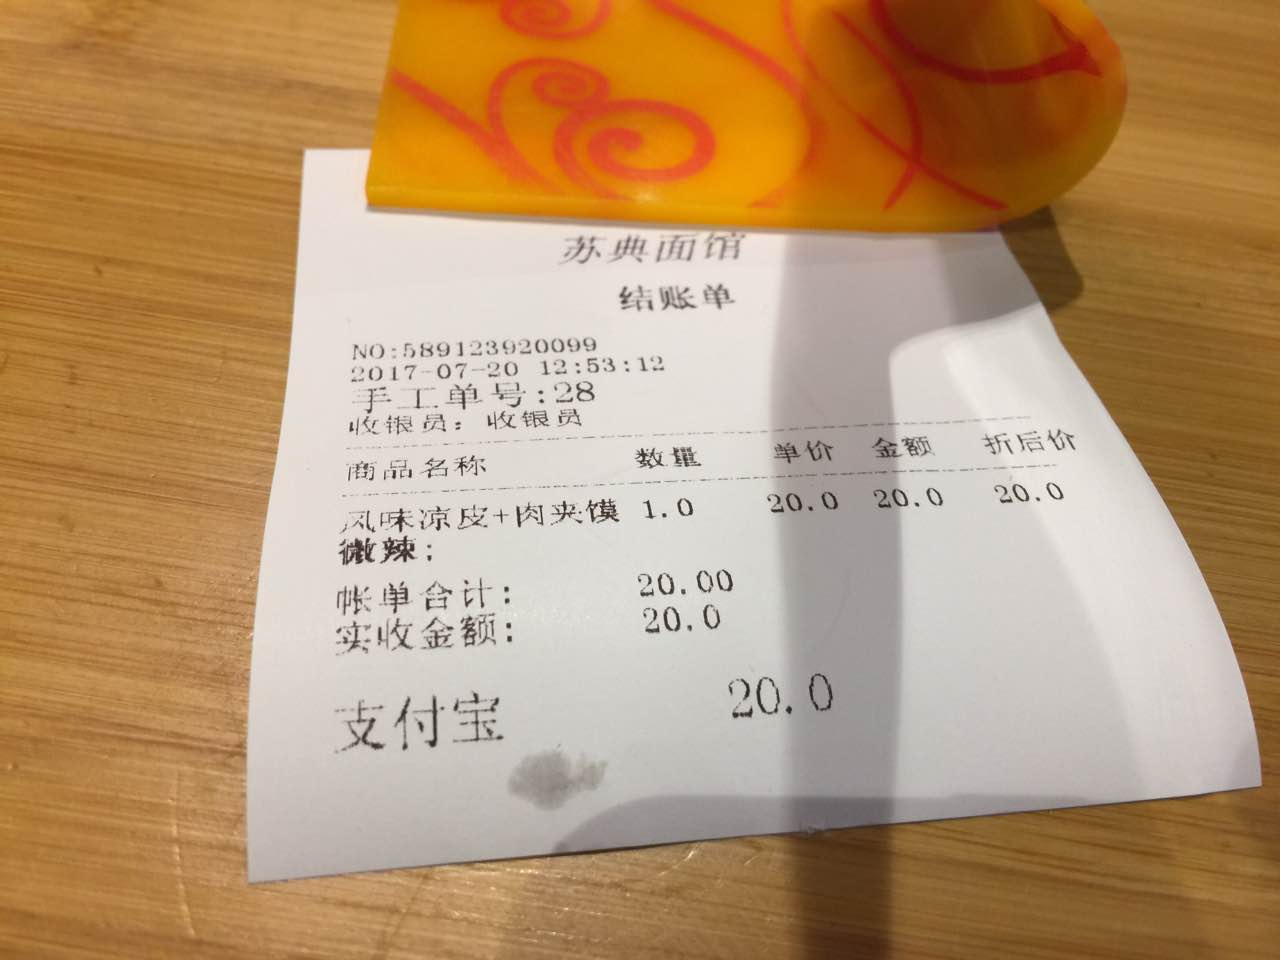 苏典面馆
结账单
NO:589123920099
2017-07-20 12:53:12
手工单号:28
收银员：收银员
商品名称 数量 单价 金额 折后价
风味凉皮+肉夹馍 1.0 20.0 20.0 20.0
微辣;
帐单合计: 20.00
实收金额: 20.0
支付宝 20.0